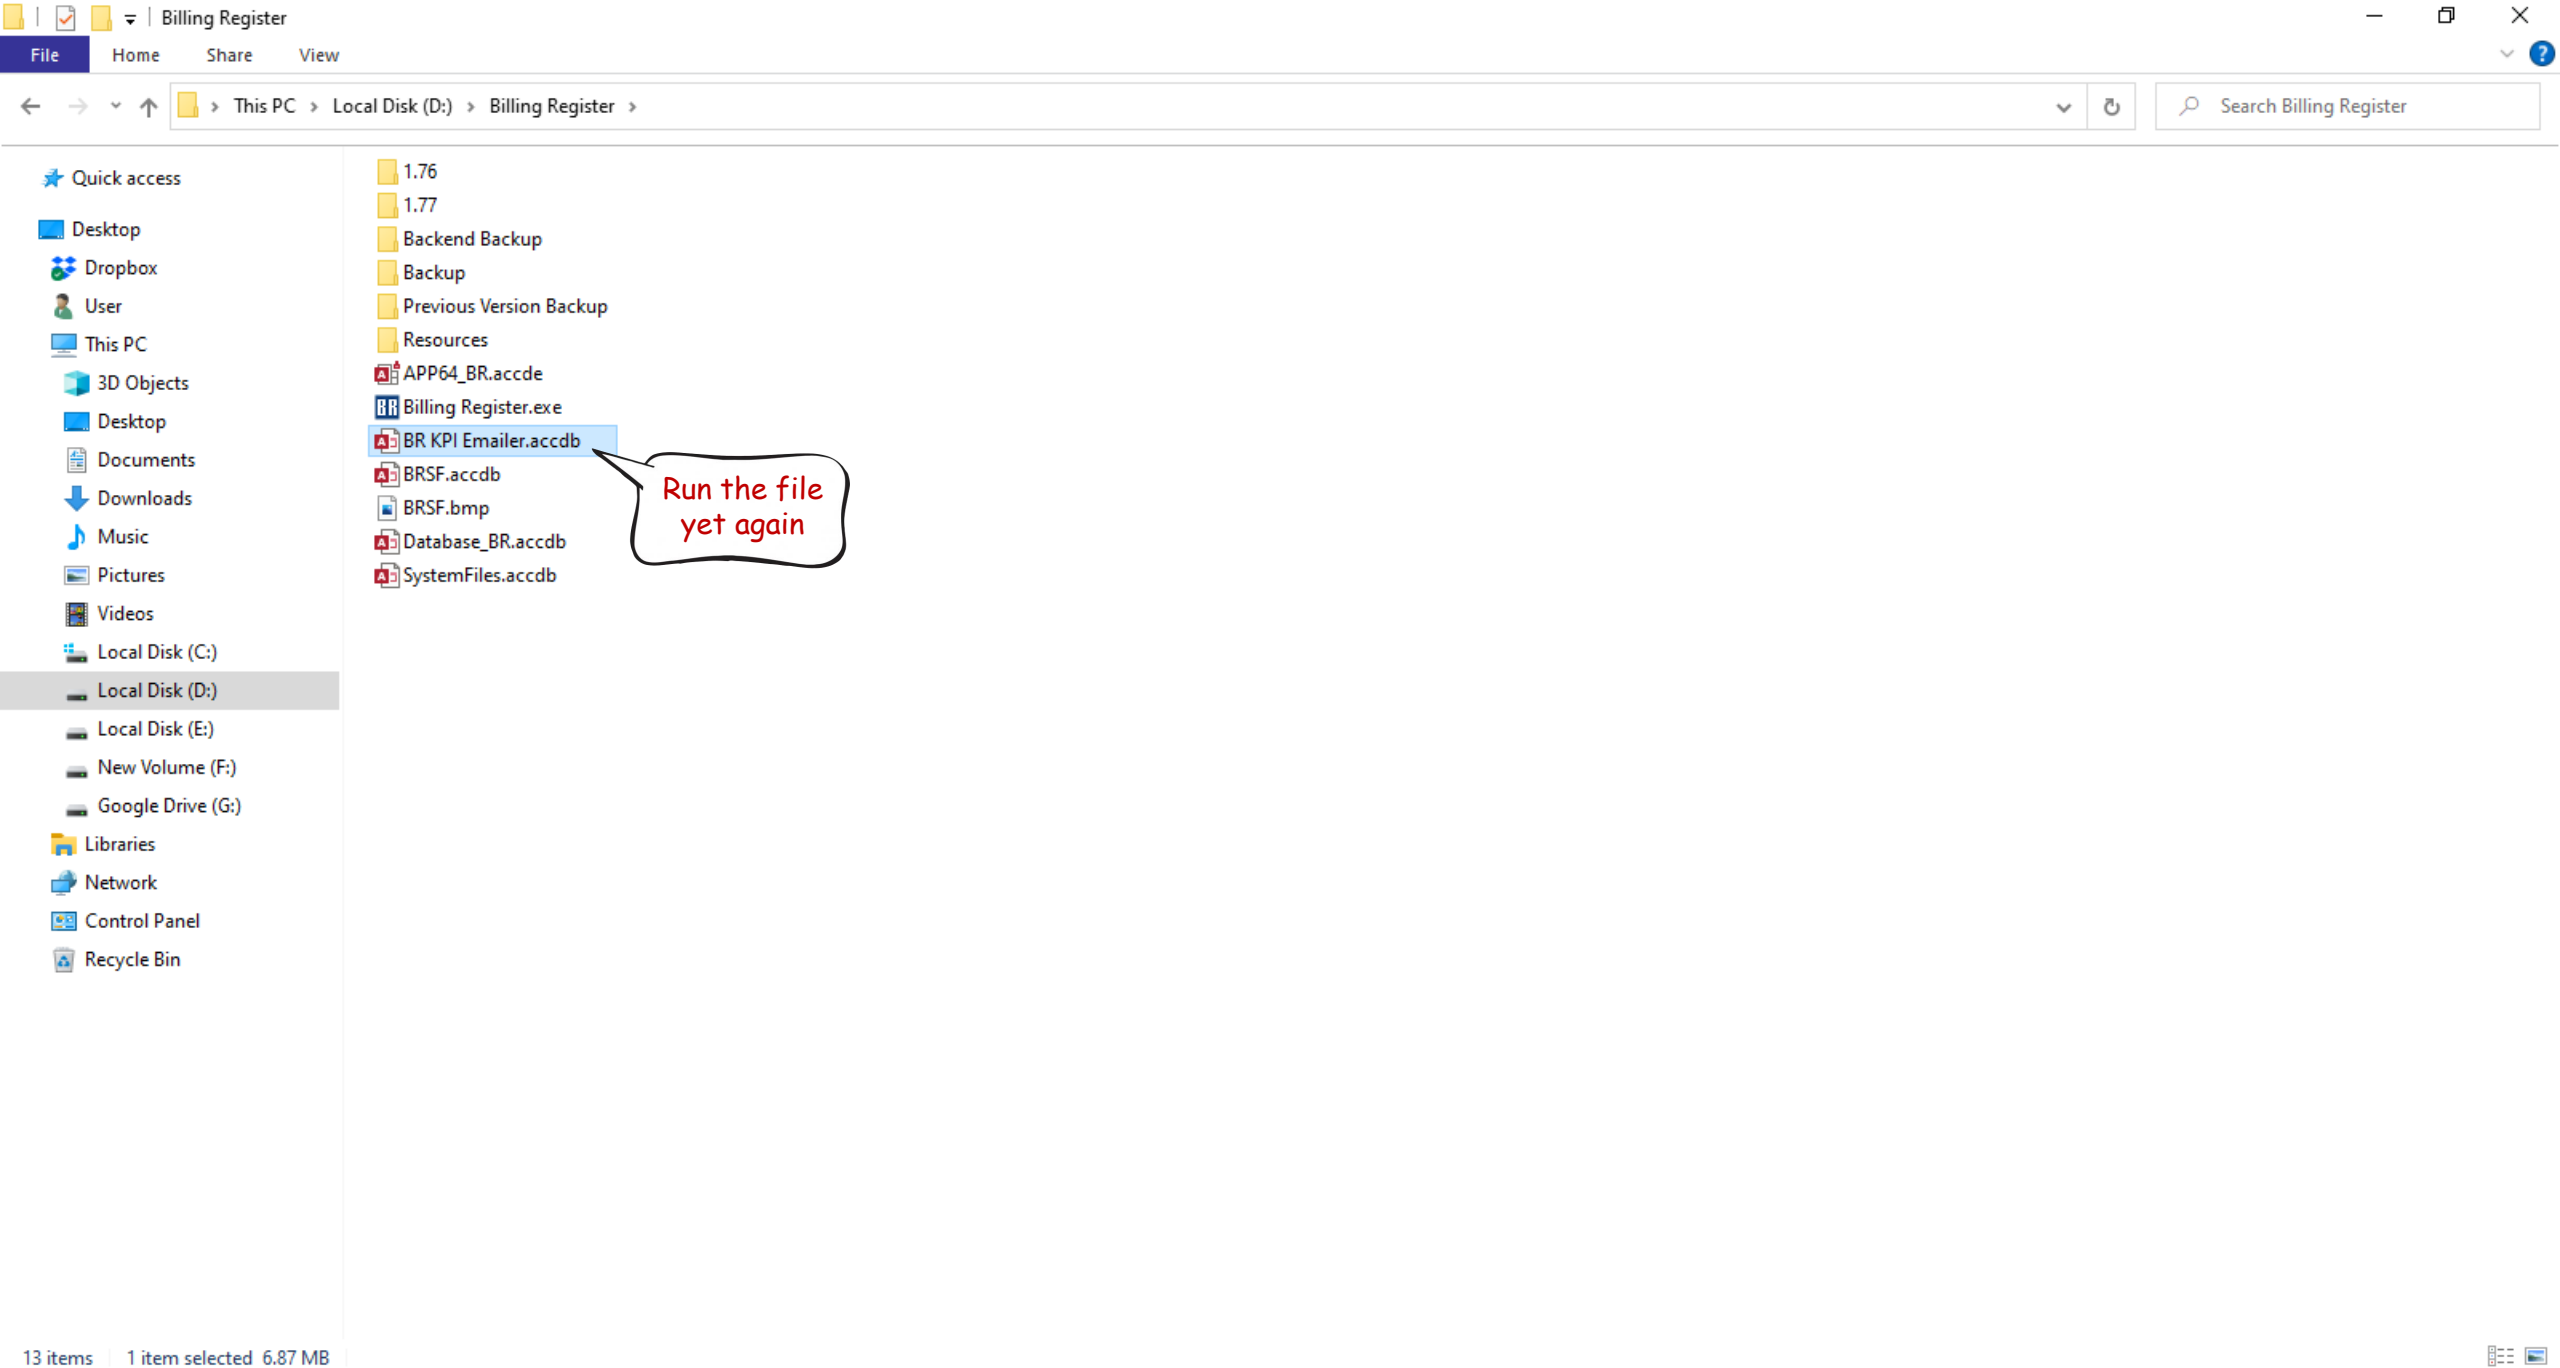 Billing Register
File Home Share View
This PC Local Disk (D:) Billing Register
Search Billing Register
Quick access
Desktop
Dropbox
User
This PC
3D Objects
Desktop
Documents
Downloads
Music
Pictures
Videos
Local Disk (C:)
Local Disk (D:)
Local Disk (E:)
New Volume (F:)
Google Drive (G:)
Libraries
Network
Control Panel
Recycle Bin
1.76
1.77
Backend Backup
Backup
Previous Version Backup
Resources
APP64_BR.accde
Billing Register.exe
BR KPI Emailer.accdb
BRSF.accdb
BRSF.bmp
Database_BR.accdb
SystemFiles.accdb
Run the file
yet again
13 items 1 item selected 6.87 MB